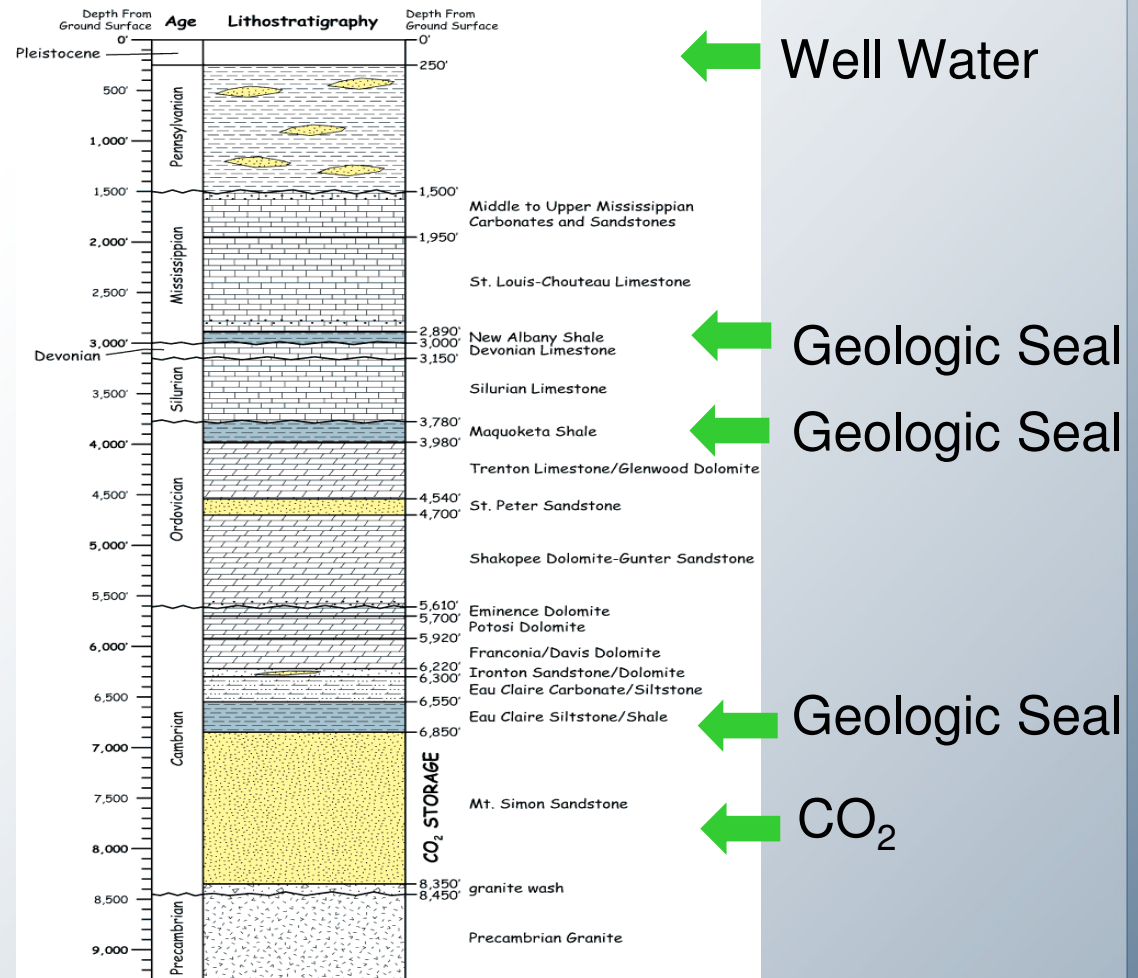 Depth From
Ground Surface
Age
Lithostratigraphy
Depth From
Ground Surface
0'
0'
Well Water
Pleistocene
250'
500'
Pennsylvanian
1,000'
1,500'
1,500'
Middle to Upper Mississippian
Carbonates and Sandstones
1,950'
2,000'
Mississippian
St. Louis-Chouteau Limestone
2,500'
2,890'
New Albany Shale
Geologic Seal
3,000'
3,000'
Devonian Limestone
Devonian
3,150'
Silurian
Silurian Limestone
3,500'
3,780'
Maquoketa Shale
Geologic Seal
4,000'
3,980'
Trenton Limestone/Glenwood Dolomite
4,500'
4,540'
St. Peter Sandstone
4,700'
Ordovician
5,000'
Shakopee Dolomite-Gunter Sandstone
5,500'
5,610'
Eminence Dolomite
5,700'
Potosi Dolomite
5,920'
6,000'
Franconia/Davis Dolomite
6,220'
Ironton Sandstone/Dolomite
6,300'
Eau Claire Carbonate/Siltstone
6,500
6,550'
Eau Claire Siltstone/Shale
Geologic Seal
6,850'
7,000
Cambrian
7,500
CO2 STORAGE
Mt. Simon Sandstone
CO2
8,000
8,350'
granite wash
8,450'
8,500
Precambrian
Precambrian Granite
9,000